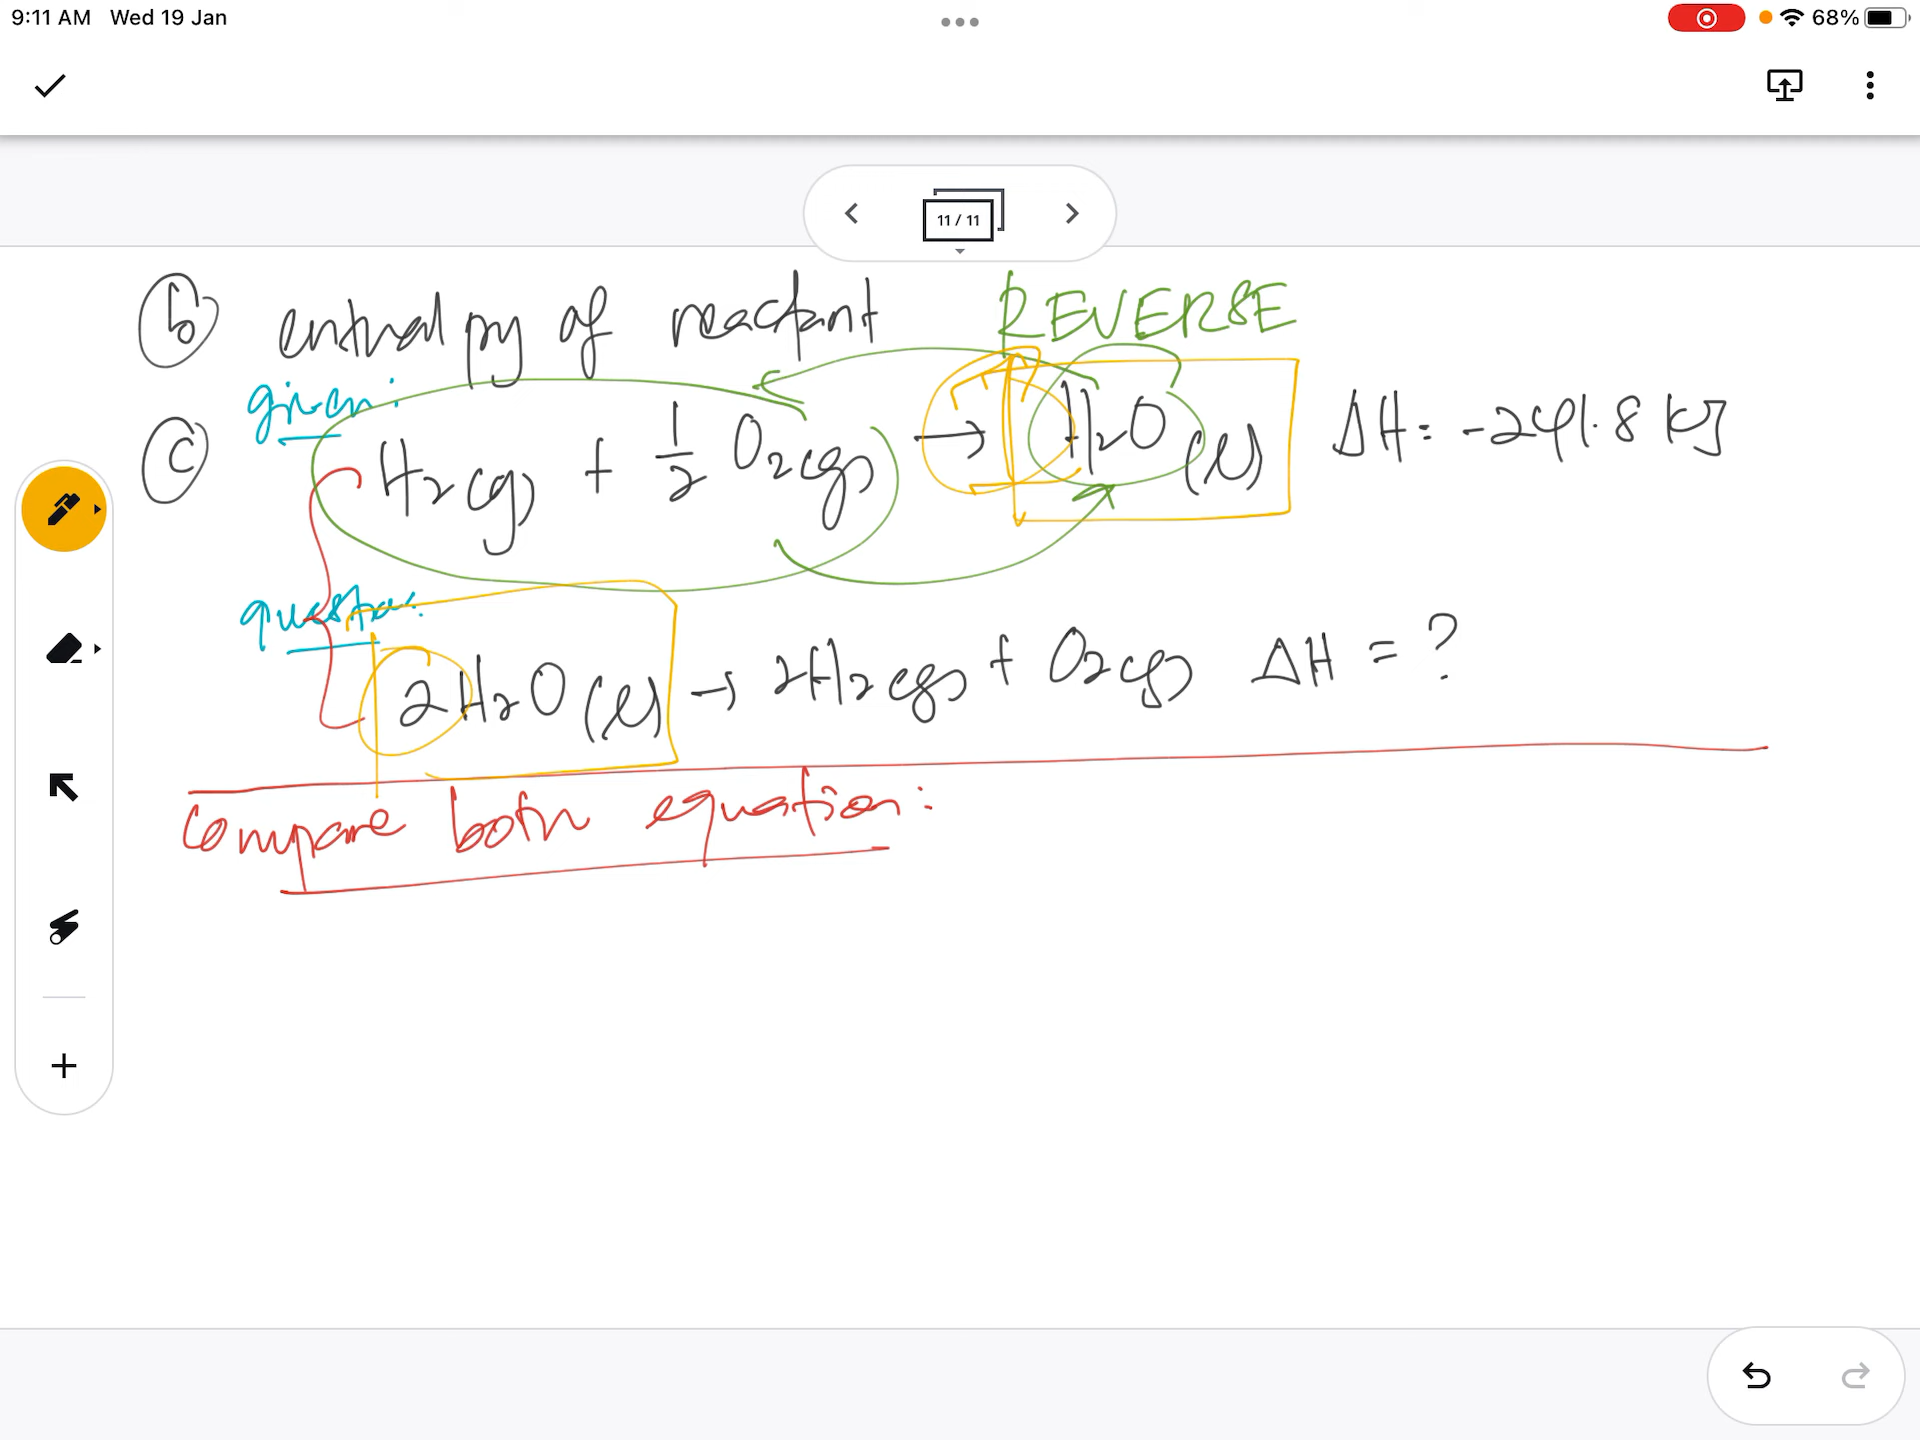 9:11 AM Wed 19 Jan
68%
11 / 11
(b) enthalpy of reactant REVERSE
given:
(c) H₂(g) + 1/2 O₂(g) → H₂O (l) ΔH = -241.8 kJ
question:
2H₂O (l) → 2H₂(g) + O₂(g) ΔH = ?
compare both equation: